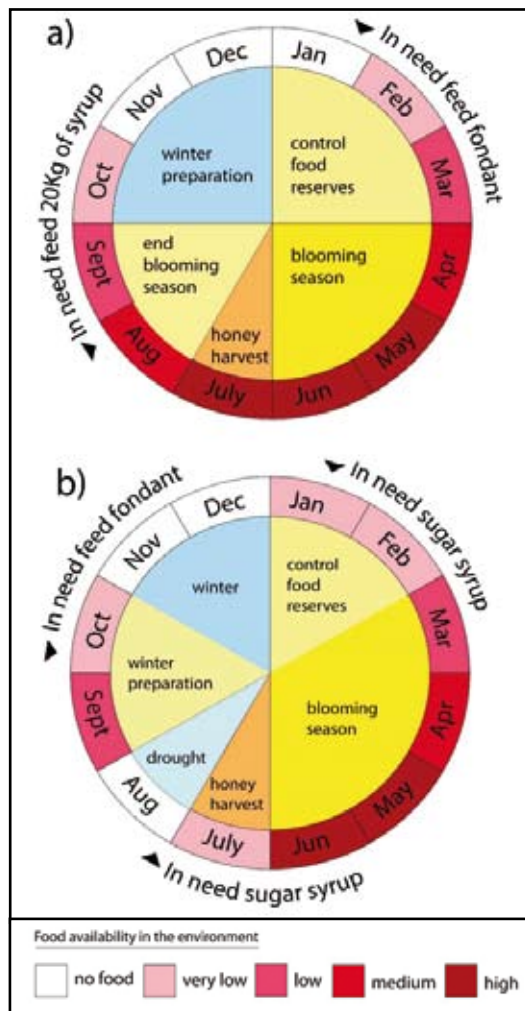 a)
In need feed fondant
In need feed 20Kg of syrup
Jan
Feb
Mar
Apr
May
Jun
July
Aug
Sept
Oct
Nov
Dec
winter
preparation
control
food
reserves
end
blooming
season
blooming
season
honey
harvest
b)
In need sugar syrup
In need feed fondant
In need sugar syrup
Jan
Feb
Mar
Apr
May
Jun
July
Aug
Sept
Oct
Nov
Dec
winter
control
food
reserves
winter
preparation
blooming
season
drought
honey
harvest
Food availability in the environment
no food
very low
low
medium
high